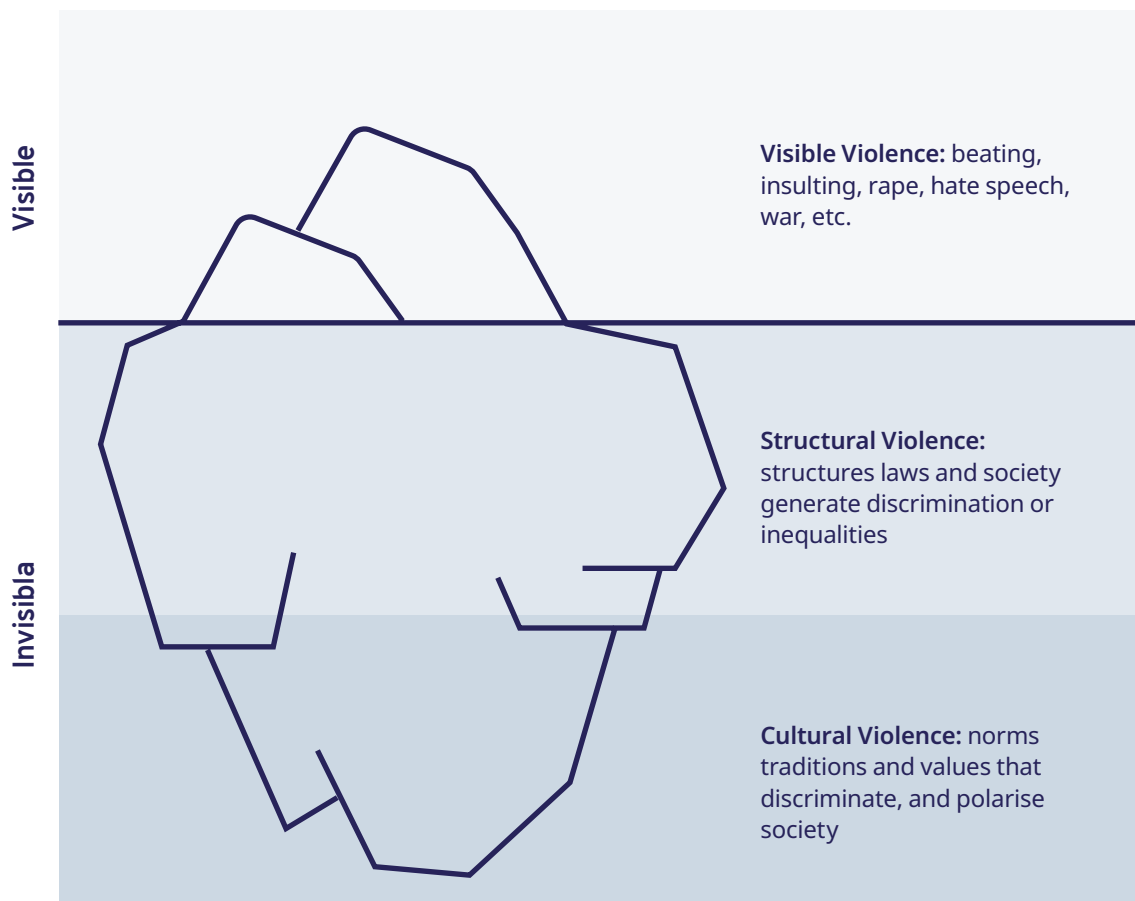 Visible
Visible Violence: beating,
insulting, rape, hate speech,
war, etc.
Invisibla
Structural Violence:
structures laws and society
generate discrimination or
inequalities
Cultural Violence: norms
traditions and values that
discriminate, and polarise
society